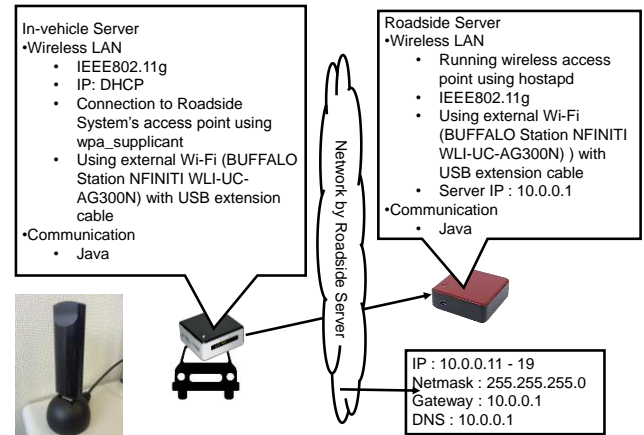 In-vehicle Server
•Wireless LAN
• IEEE802.11g
• IP: DHCP
• Connection to Roadside
System's access point using
wpa_supplicant
• Using external Wi-Fi (BUFFALO
Station NFINITI WLI-UC-
AG300N) with USB extension
cable
•Communication
• Java
Network by Roadside Server
Roadside Server
•Wireless LAN
• Running wireless access
point using hostapd
• IEEE802.11g
• Using external Wi-Fi
(BUFFALO Station NFINITI
WLI-UC-AG300N) ) with
USB extension cable
• Server IP : 10.0.0.1
•Communication
• Java
IP : 10.0.0.11 - 19
Netmask : 255.255.255.0
Gateway : 10.0.0.1
DNS : 10.0.0.1